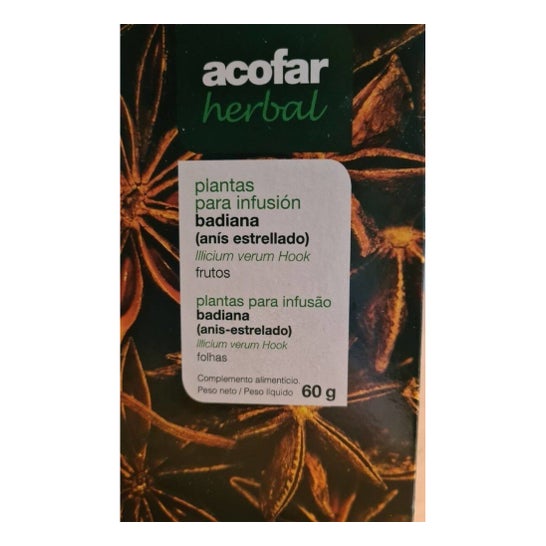 acofar
herbal
plantas
para infusión
badiana
(anís estrellado)
Illicium verum Hook
frutos
plantas para infusão
badiana
(anis-estrelado)
Illicium verum Hook
folhas
Complemento alimenticio.
Peso neto / Peso líquido 60 g